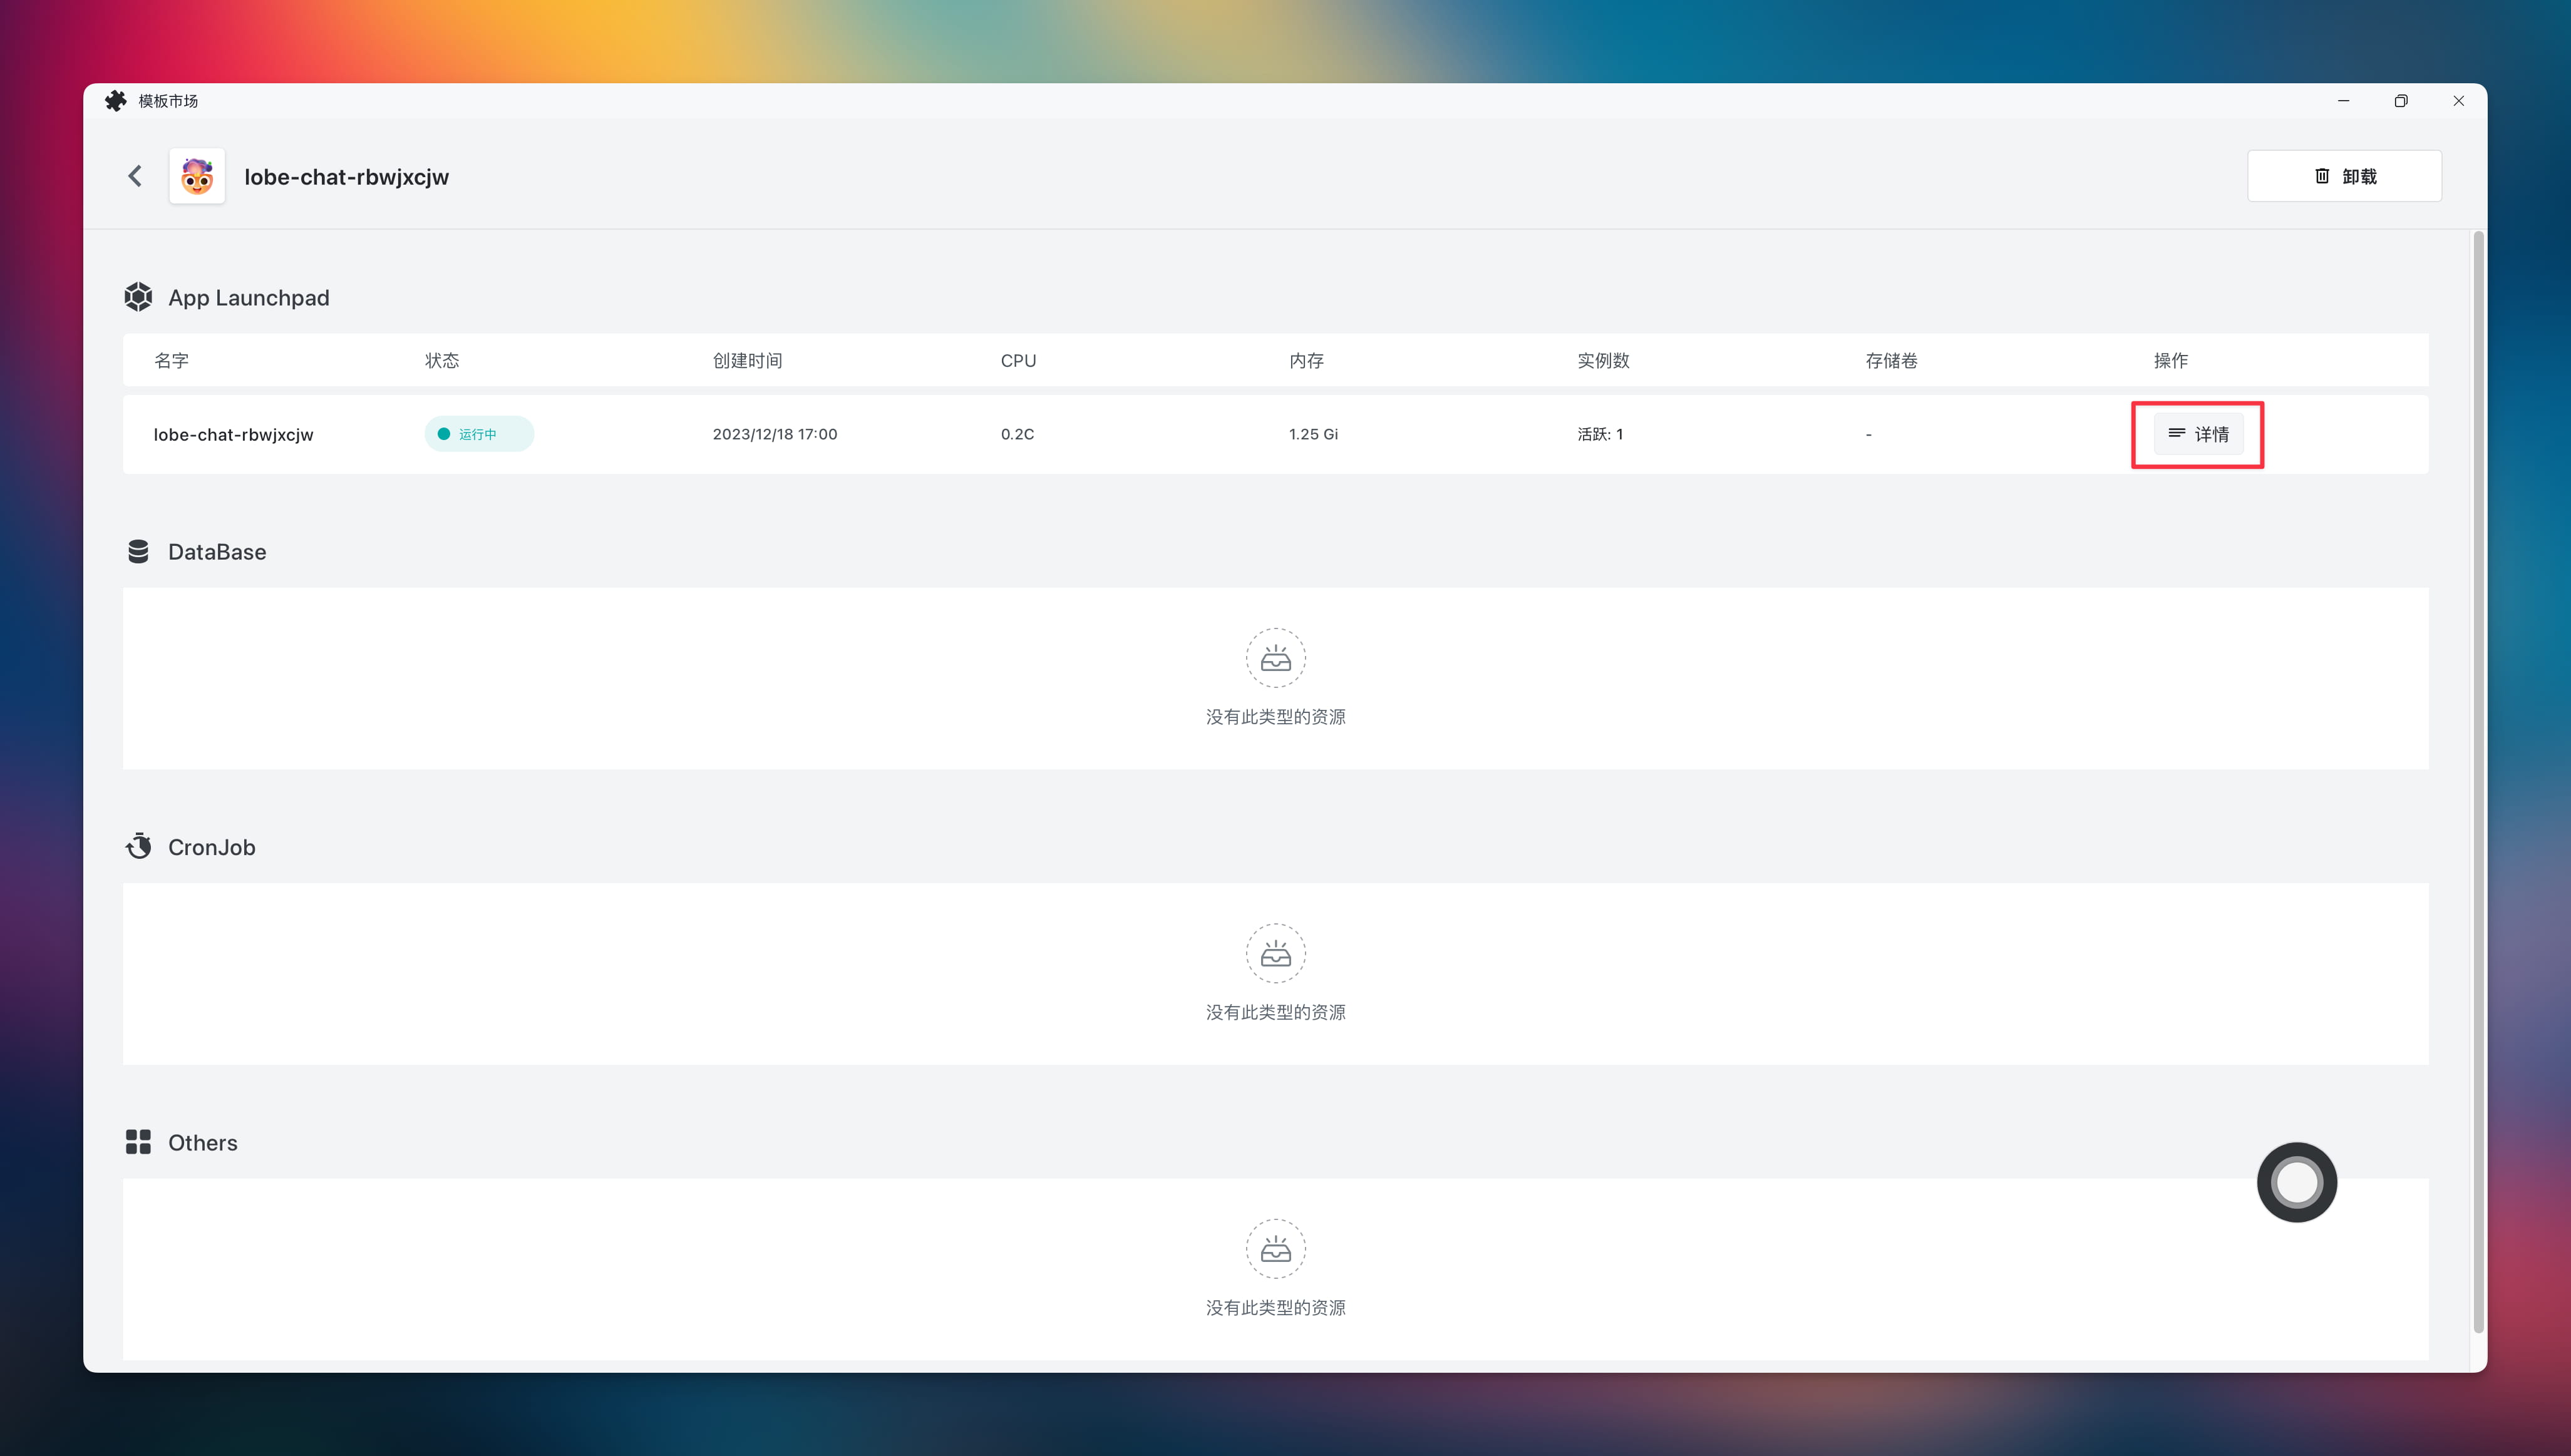 模板市场
lobe-chat-rbwjxcjw
卸载
App Launchpad
名字 状态 创建时间 CPU 内存 实例数 存储卷 操作
lobe-chat-rbwjxcjw 运行中 2023/12/18 17:00 0.2C 1.25 Gi 活跃: 1 - 详情
DataBase
没有此类型的资源
CronJob
没有此类型的资源
Others
没有此类型的资源